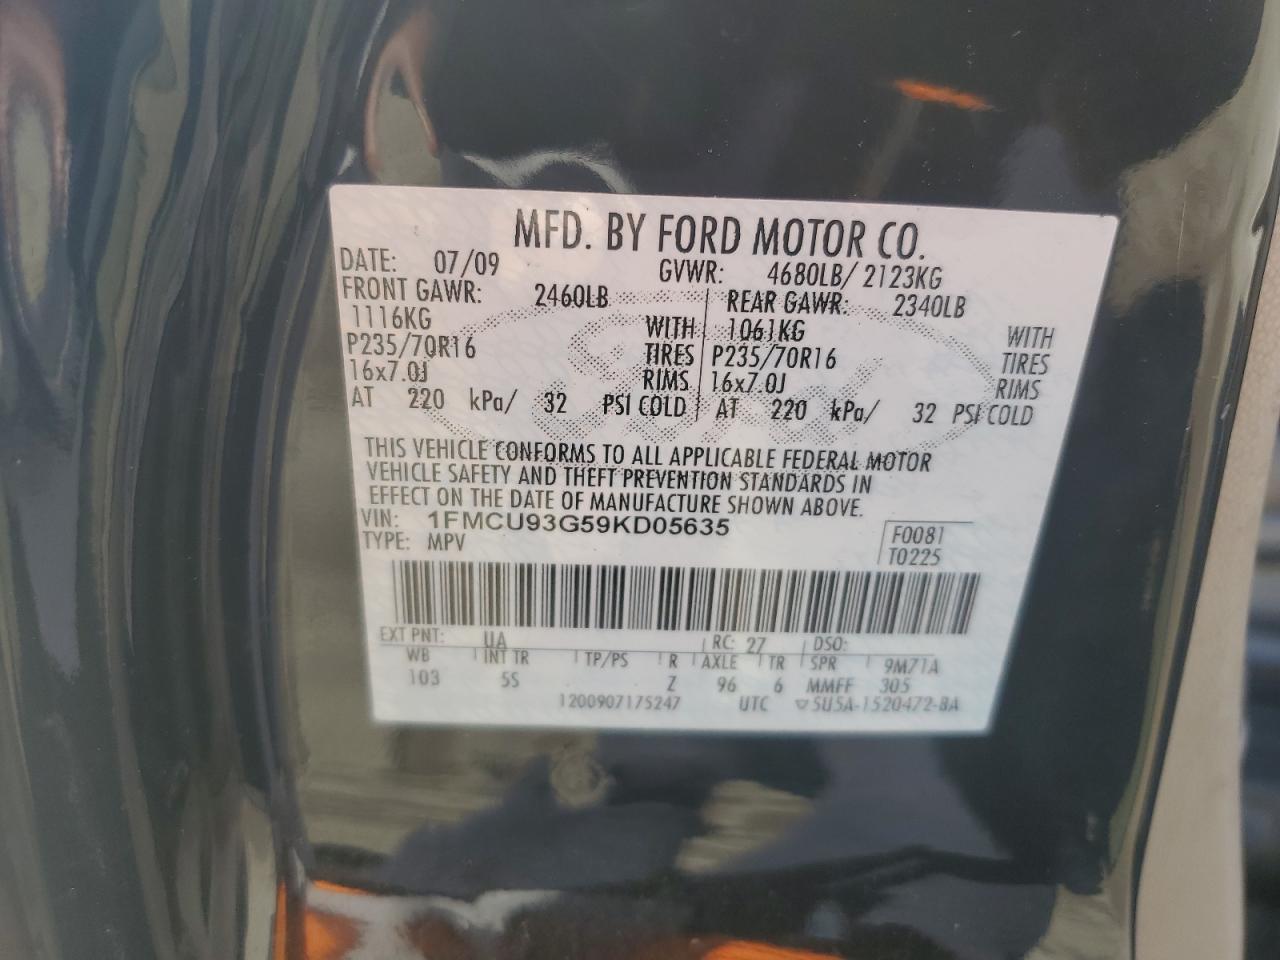 MFD. BY FORD MOTOR CO.
DATE: 07/09 GVWR: 4680LB/ 2123KG
FRONT GAWR: 2460LB REAR GAWR: 2340LB
1116KG WITH 1061KG WITH
P235/70R16 TIRES P235/70R16 TIRES
16x7.0J RIMS 16x7.0J RIMS
AT 220 kPa/ 32 PSI COLD AT 220 kPa/ 32 PSI COLD
THIS VEHICLE CONFORMS TO ALL APPLICABLE FEDERAL MOTOR
VEHICLE SAFETY AND THEFT PREVENTION STANDARDS IN
EFFECT ON THE DATE OF MANUFACTURE SHOWN ABOVE.
VIN: 1FMCU93G59KD05635 F0081
TYPE: MPV T0225
EXT PNT: UA RC: 27 DSO:
WB INT TR TP/PS R AXLE TR SPR 9M71A
103 5S Z 96 6 MMFF 305
1200907175247 UTC ▽5U5A-1520472-BA